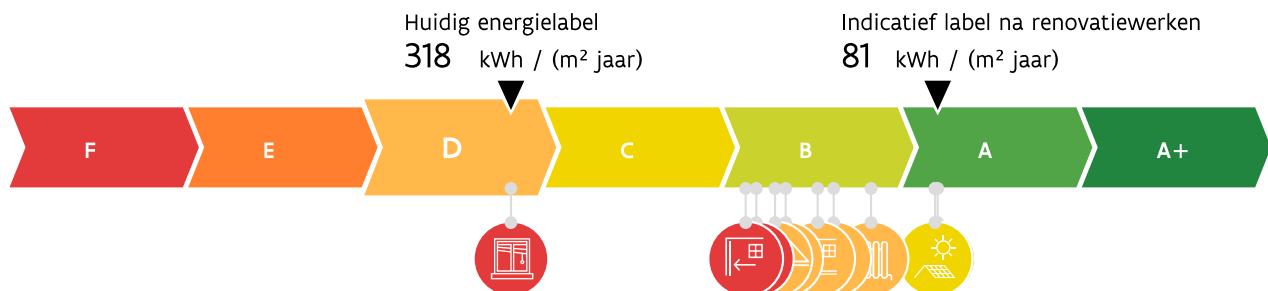 Huidig energielabel
318 kWh / (m² jaar)
Indicatief label na renovatiewerken
81 kWh / (m² jaar)
F
E
D
C
B
A
A+